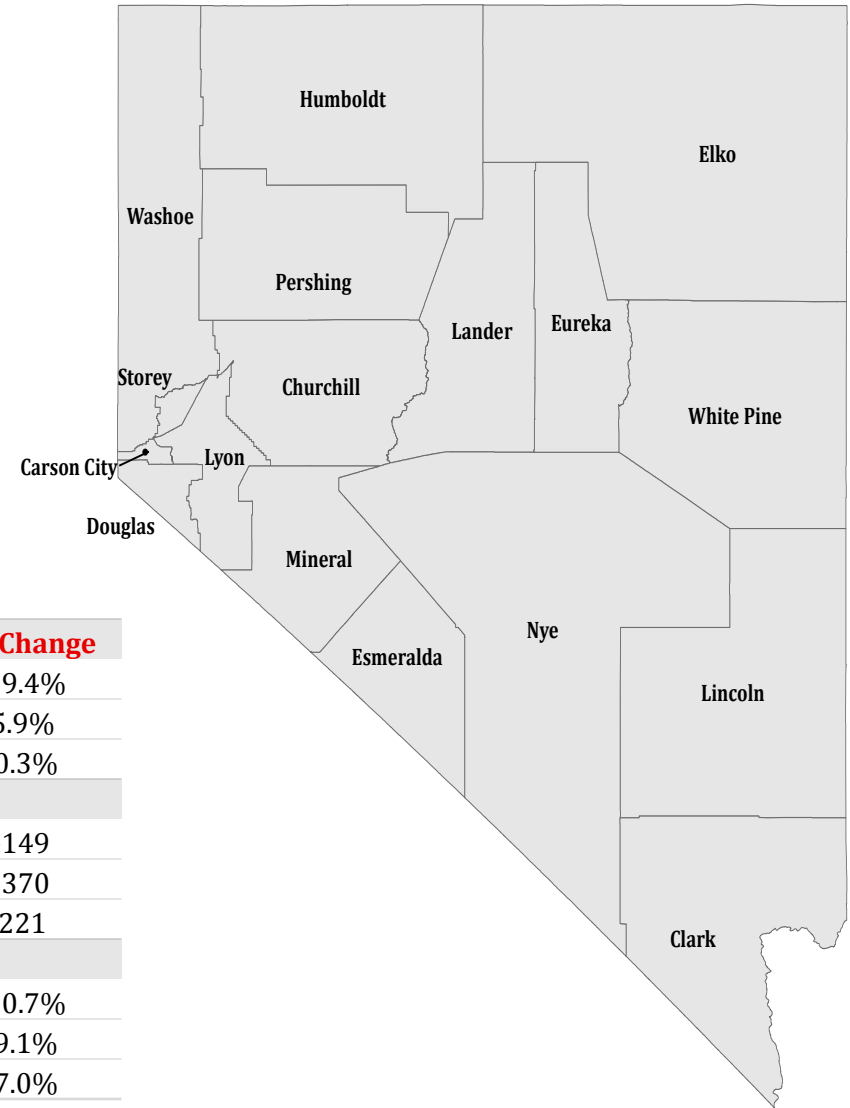 Humboldt
Elko
Washoe
Pershing
Eureka
Lander
Storey
Churchill
White Pine
Lyon
Carson City
Douglas
Mineral
Nye
Esmeralda
Lincoln
Clark
Change
9.4%
5.9%
0.3%
149
370
221
0.7%
9.1%
7.0%